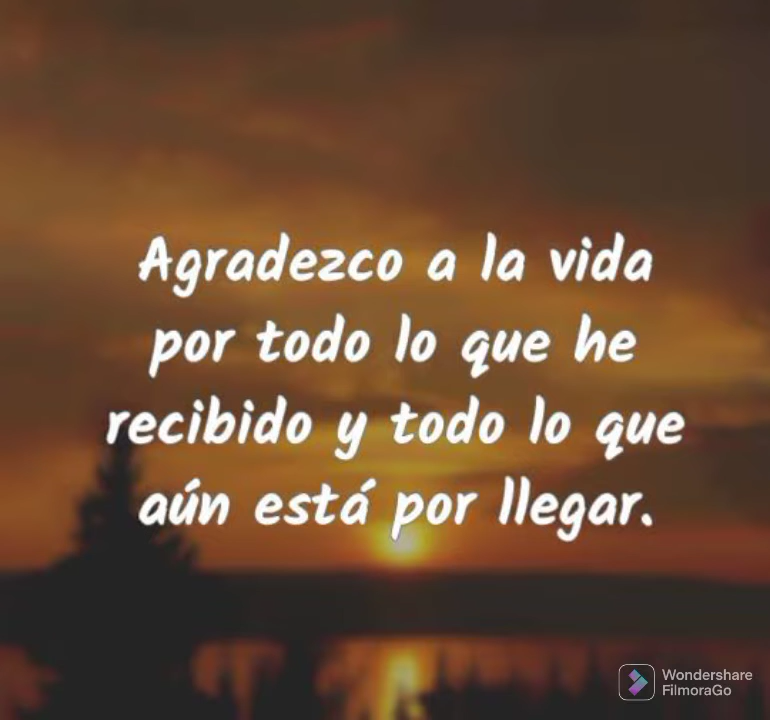 Agradezco a la vida
por todo lo que he
recibido y todo lo que
aún está por llegar.
Wondershare
FilmoraGo